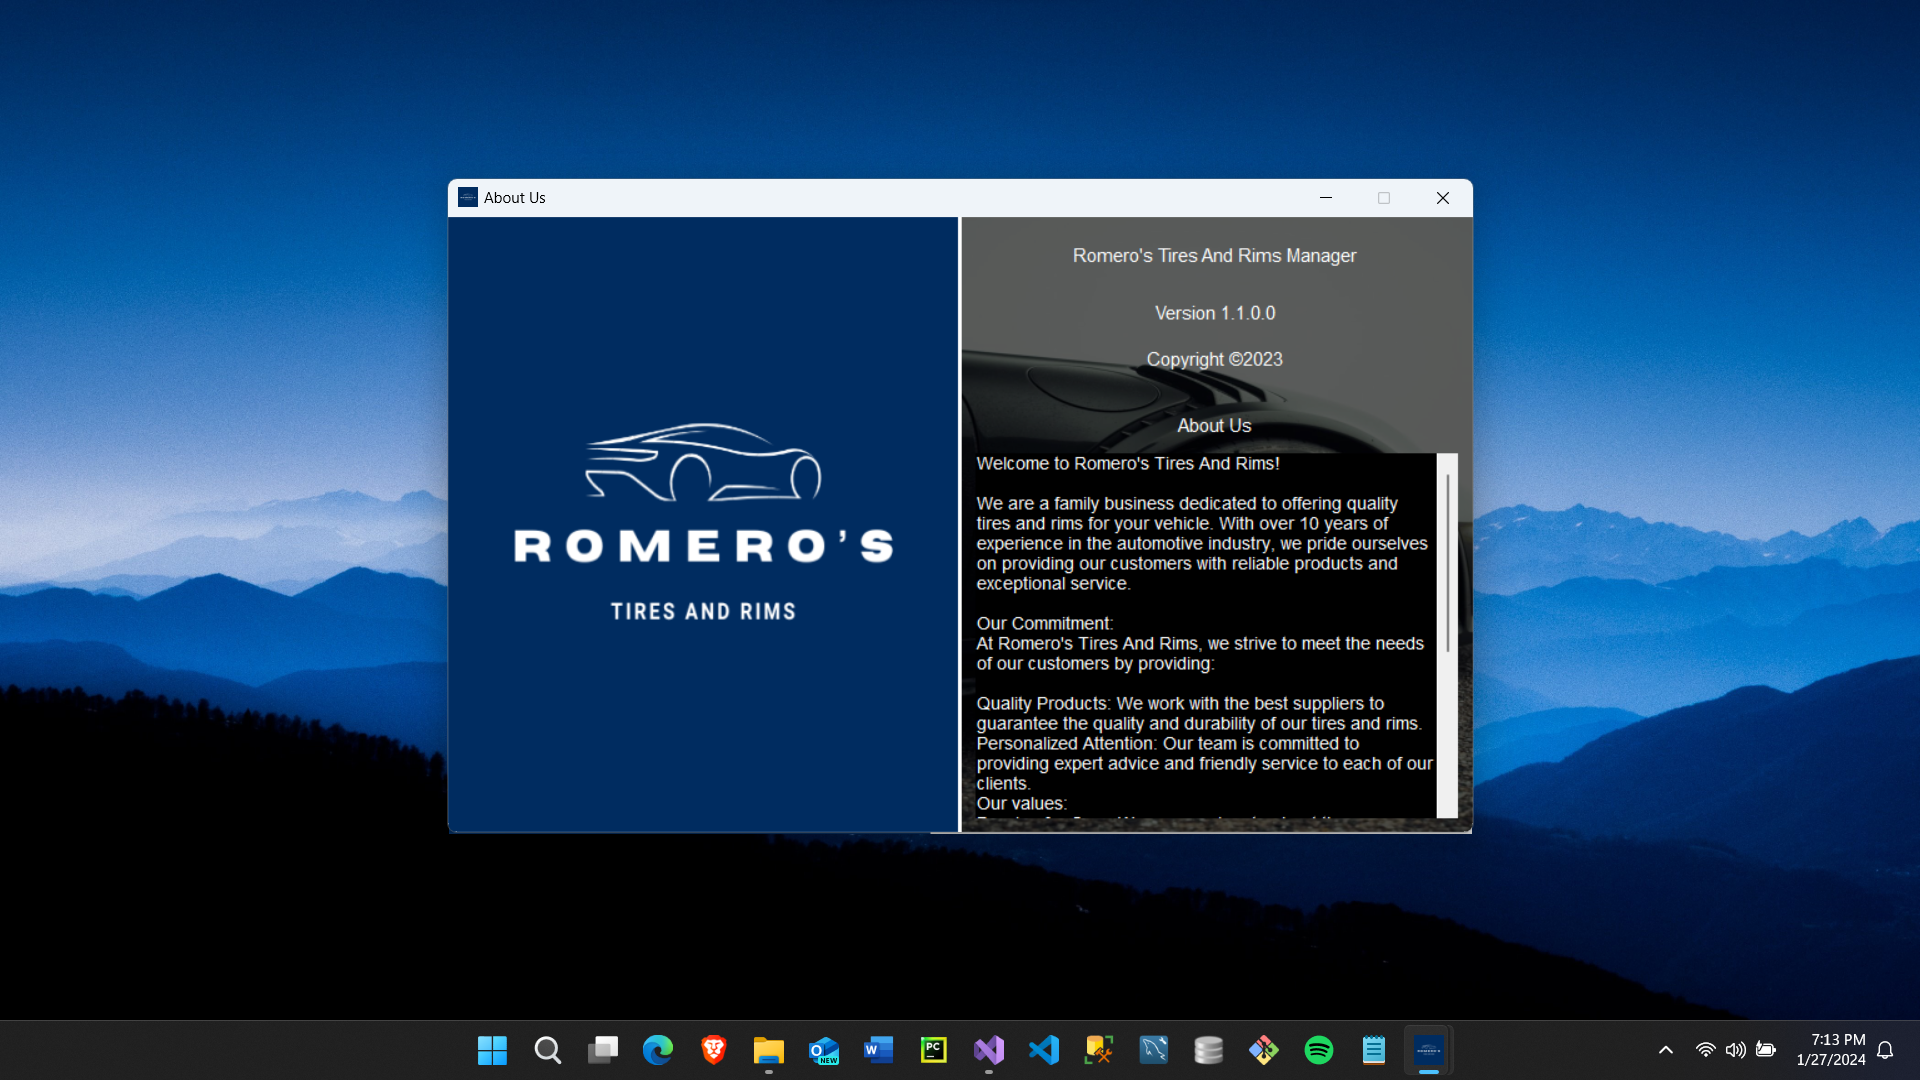 About Us
ROMERO'S
TIRES AND RIMS
Romero's Tires And Rims Manager
Version 1.1.0.0
Copyright ©2023
About Us
Welcome to Romero's Tires And Rims!
We are a family business dedicated to offering quality
tires and rims for your vehicle. With over 10 years of
experience in the automotive industry, we pride ourselves
on providing our customers with reliable products and
exceptional service.
Our Commitment:
At Romero's Tires And Rims, we strive to meet the needs
of our customers by providing:
Quality Products: We work with the best suppliers to
guarantee the quality and durability of our tires and rims.
Personalized Attention: Our team is committed to
providing expert advice and friendly service to each of our
clients.
Our values:
NEW
W
PC
7:13 PM
1/27/2024